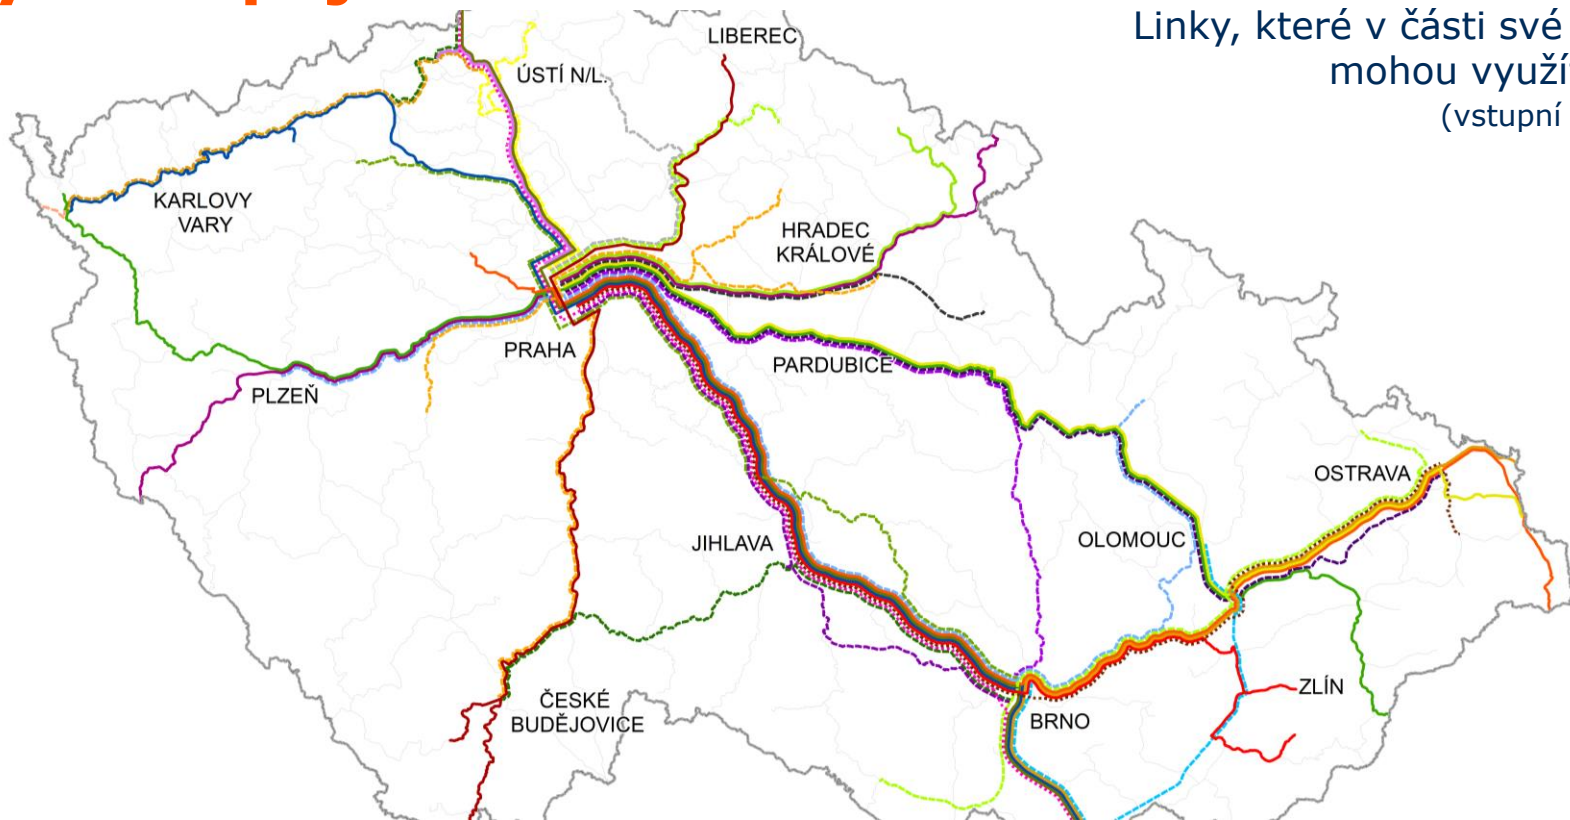 Linky, které v části své
mohou využí
(vstupní
LIBEREC
ÚSTÍ N/L.
KARLOVY
VARY
HRADEC
KRÁLOVÉ
PRAHA
PARDUBICE
PLZEŇ
OSTRAVA
JIHLAVA
OLOMOUC
ČESKÉ
BUDĚJOVICE
ZLÍN
BRNO